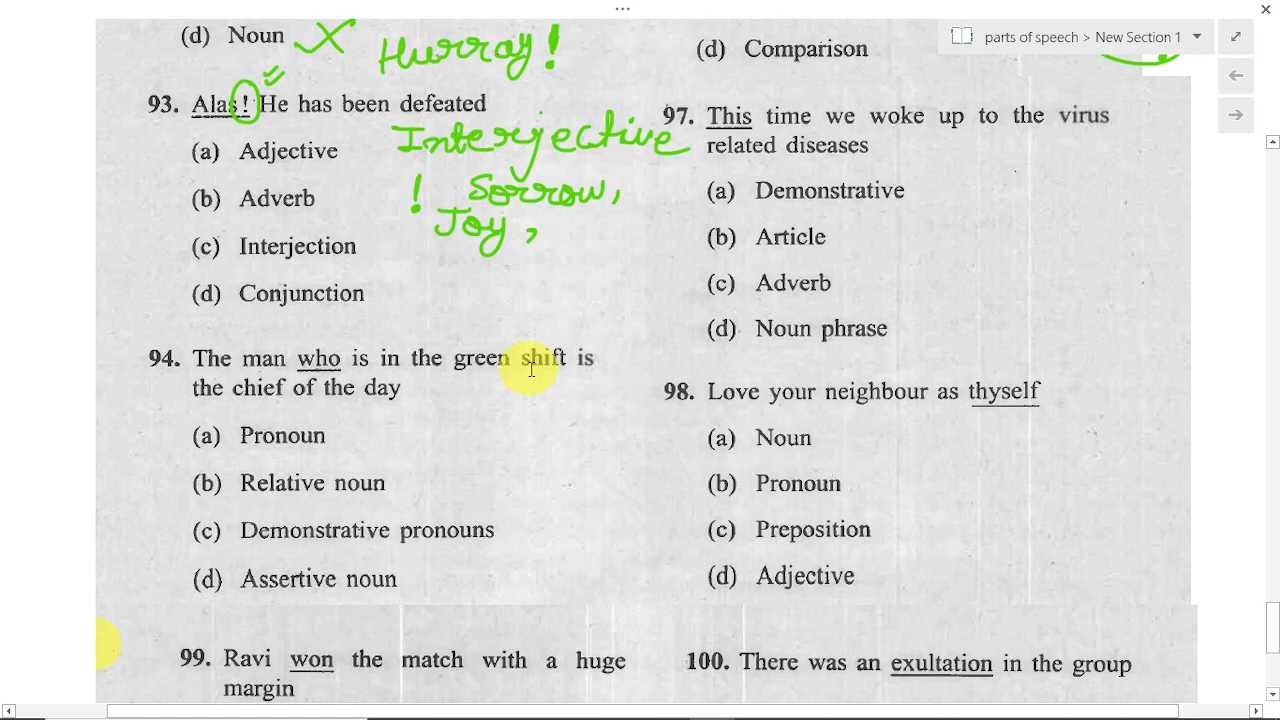 parts of speech > New Section 1
(d) Noun
Hurray !
93. Alas! He has been defeated
(a) Adjective
(b) Adverb
(c) Interjection
(d) Conjunction
Interjective
! Sorrow,
Joy ,
94. The man who is in the green shift is
the chief of the day
(a) Pronoun
(b) Relative noun
(c) Demonstrative pronouns
(d) Assertive noun
(d) Comparison
97. This time we woke up to the virus
related diseases
(a) Demonstrative
(b) Article
(c) Adverb
(d) Noun phrase
98. Love your neighbour as thyself
(a) Noun
(b) Pronoun
(c) Preposition
(d) Adjective
99. Ravi won the match with a huge
margin
100. There was an exultation in the group